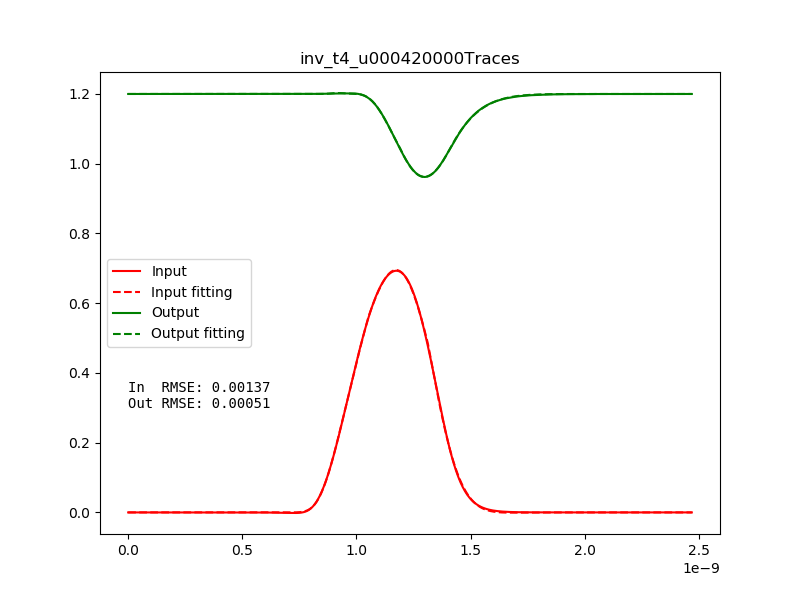 inv_t4_u000420000Traces
1.2
1.0
0.8
0.6
0.4
0.2
0.0
Input
Input fitting
Output
Output fitting
In  RMSE: 0.00137
Out RMSE: 0.00051
0.0 0.5 1.0 1.5 2.0 2.5
1e−9